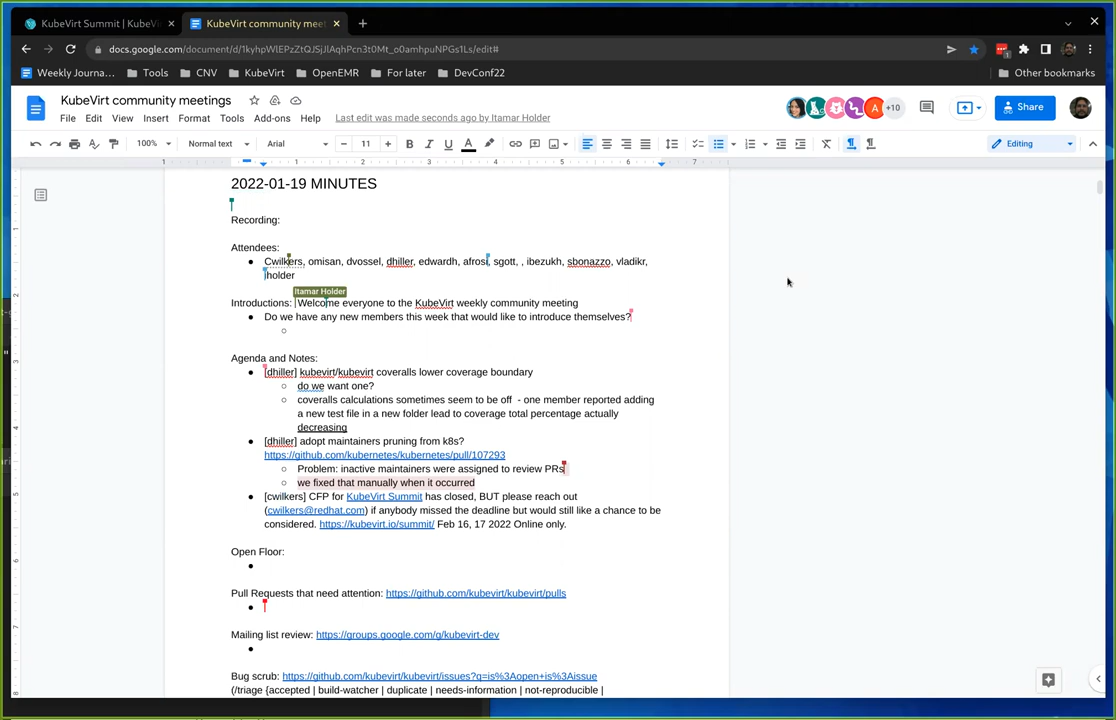 KubeVirt Summit | KubeVi
KubeVirt community mee
docs.google.com/document/d/1kyhpWlEPzZtQJSjJlAqhPcn3t0Mt_o0amhpuNPGs1Ls/edit#
Weekly Journa... Tools CNV KubeVirt OpenEMR For later DevConf22 Other bookmarks
KubeVirt community meetings
File Edit View Insert Format Tools Add-ons Help Last edit was made seconds ago by Itamar Holder
A +10 Share
100% Normal text Arial 11 Editing
2022-01-19 MINUTES
Recording:
Attendees:
Cwilkers, omisan, dvossel, dhiller, edwardh, afrosi, sgott, , ibezukh, sbonazzo, vladikr,
iholder
Itamar Holder
Introductions: Welcome everyone to the KubeVirt weekly community meeting
Do we have any new members this week that would like to introduce themselves?
Agenda and Notes:
[dhiller] kubevirt/kubevirt coveralls lower coverage boundary
do we want one?
coveralls calculations sometimes seem to be off - one member reported adding
a new test file in a new folder lead to coverage total percentage actually
decreasing
[dhiller] adopt maintainers pruning from k8s?
https://github.com/kubernetes/kubernetes/pull/107293
Problem: inactive maintainers were assigned to review PRs
we fixed that manually when it occurred
[cwilkers] CFP for KubeVirt Summit has closed, BUT please reach out
(cwilkers@redhat.com) if anybody missed the deadline but would still like a chance to be
considered. https://kubevirt.io/summit/ Feb 16, 17 2022 Online only.
Open Floor:
Pull Requests that need attention: https://github.com/kubevirt/kubevirt/pulls
Mailing list review: https://groups.google.com/g/kubevirt-dev
Bug scrub: https://github.com/kubevirt/kubevirt/issues?q=is%3Aopen+is%3Aissue
(/triage {accepted | build-watcher | duplicate | needs-information | not-reproducible |